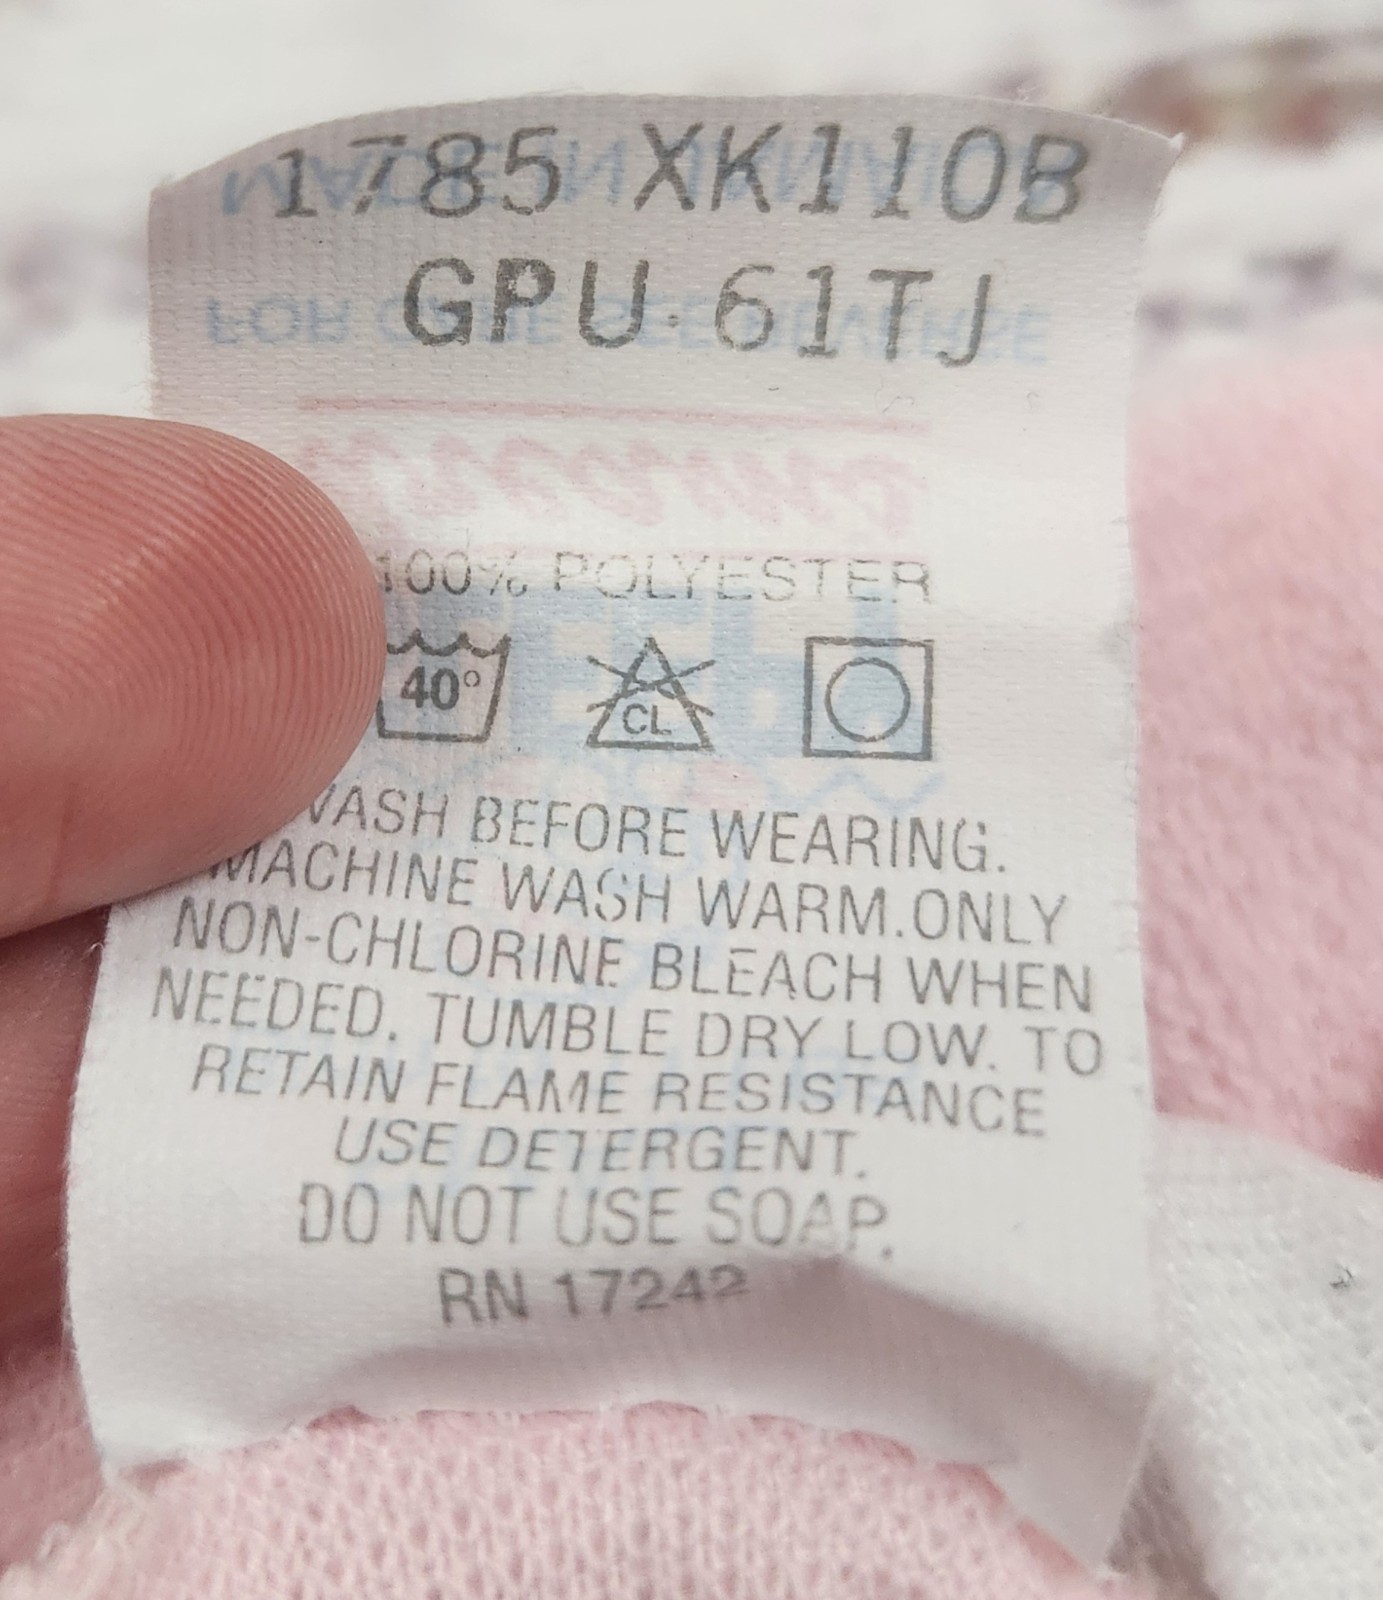 1785 XK110B
GPU 61TJ
100% POLYESTER
40°
CL
WASH BEFORE WEARING.
MACHINE WASH WARM.ONLY
NON-CHLORINE BLEACH WHEN
NEEDED. TUMBLE DRY LOW. TO
RETAIN FLAME RESISTANCE
USE DETERGENT.
DO NOT USE SOAP.
RN 17242